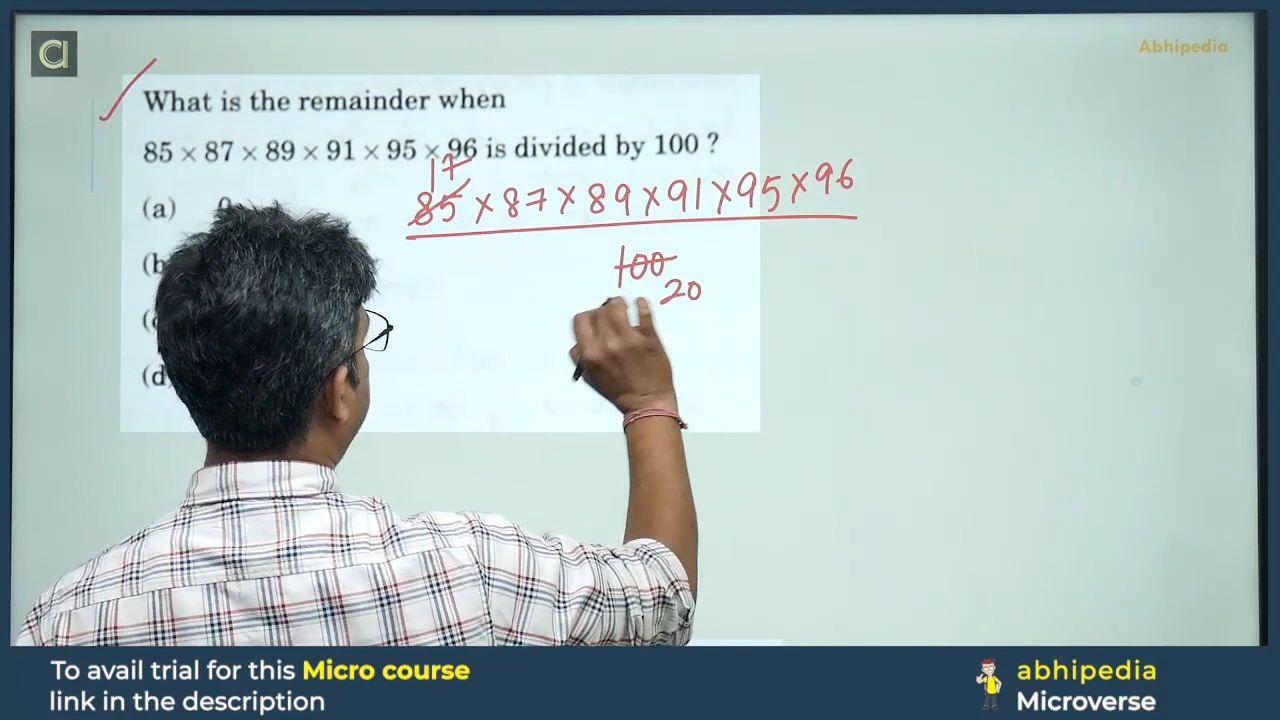 Abhipedia
What is the remainder when
85 × 87 × 89 × 91 × 95 × 96 is divided by 100 ?
17
(a)
85 × 87 × 89 × 91 × 95 × 96
100
20
(d)
To avail trial for this Micro course
link in the description
abhipedia
Microverse